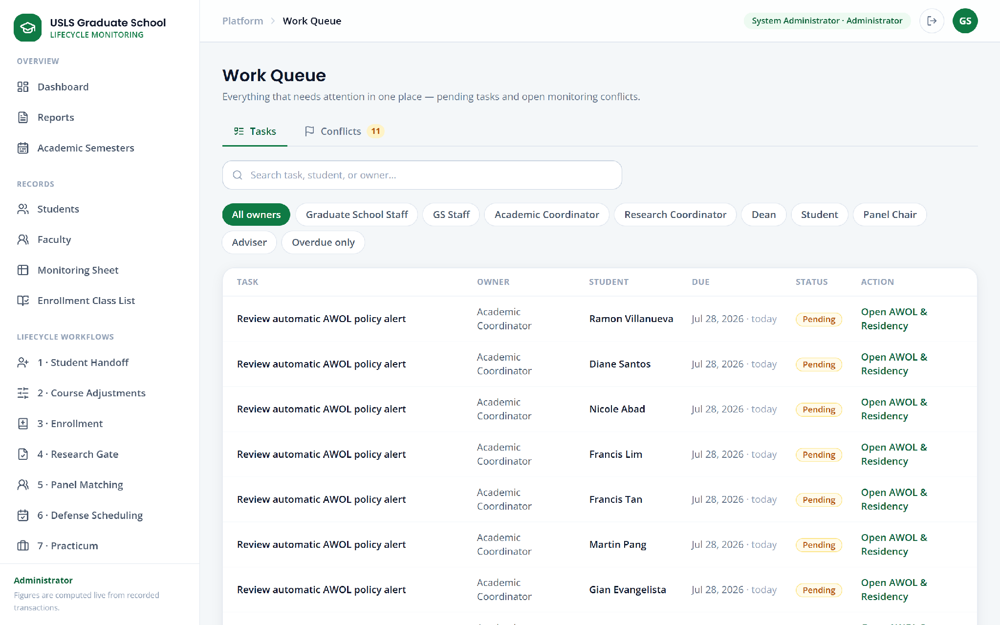 USLS Graduate School
LIFECYCLE MONITORING
OVERVIEW
Dashboard
Reports
Academic Semesters
RECORDS
Students
Faculty
Monitoring Sheet
Enrollment Class List
LIFECYCLE WORKFLOWS
1 · Student Handoff
2 · Course Adjustments
3 · Enrollment
4 · Research Gate
5 · Panel Matching
6 · Defense Scheduling
7 · Practicum
Administrator
Figures are computed live from recorded
transactions.
Platform > Work Queue
System Administrator · Administrator
GS
Work Queue
Everything that needs attention in one place — pending tasks and open monitoring conflicts.
Tasks
Conflicts 11
Search task, student, or owner...
All owners Graduate School Staff GS Staff Academic Coordinator Research Coordinator Dean Student Panel Chair
Adviser Overdue only
TASK OWNER STUDENT DUE STATUS ACTION
Review automatic AWOL policy alert Academic Coordinator Ramon Villanueva Jul 28, 2026 · today Pending Open AWOL & Residency
Review automatic AWOL policy alert Academic Coordinator Diane Santos Jul 28, 2026 · today Pending Open AWOL & Residency
Review automatic AWOL policy alert Academic Coordinator Nicole Abad Jul 28, 2026 · today Pending Open AWOL & Residency
Review automatic AWOL policy alert Academic Coordinator Francis Lim Jul 28, 2026 · today Pending Open AWOL & Residency
Review automatic AWOL policy alert Academic Coordinator Francis Tan Jul 28, 2026 · today Pending Open AWOL & Residency
Review automatic AWOL policy alert Academic Coordinator Martin Pang Jul 28, 2026 · today Pending Open AWOL & Residency
Review automatic AWOL policy alert Academic Coordinator Gian Evangelista Jul 28, 2026 · today Pending Open AWOL & Residency